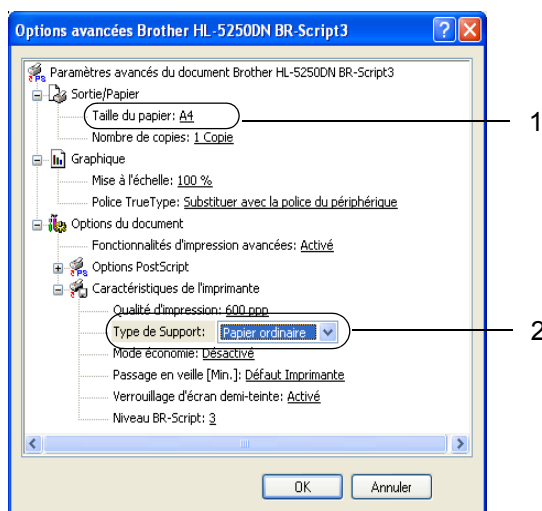 Options avancées Brother HL-5250DN BR-Script3
Paramètres avancés du document Brother HL-5250DN BR-Script3
Sortie/Papier
Taille du papier: A4
1
Nombre de copies: 1 Copie
Graphique
Mise à l'échelle: 100 %
Police TrueType: Substituer avec la police du périphérique
Options du document
Fonctionnalités d'impression avancées: Activé
Options PostScript
Caractéristiques de l'imprimante
Qualité d'impression: 600 ppp
Type de Support: Papier ordinaire
2
Mode économie: Désactivé
Passage en veille [Min.]: Défaut Imprimante
Verrouillage d'écran demi-teinte: Activé
Niveau BR-Script: 3
OK Annuler